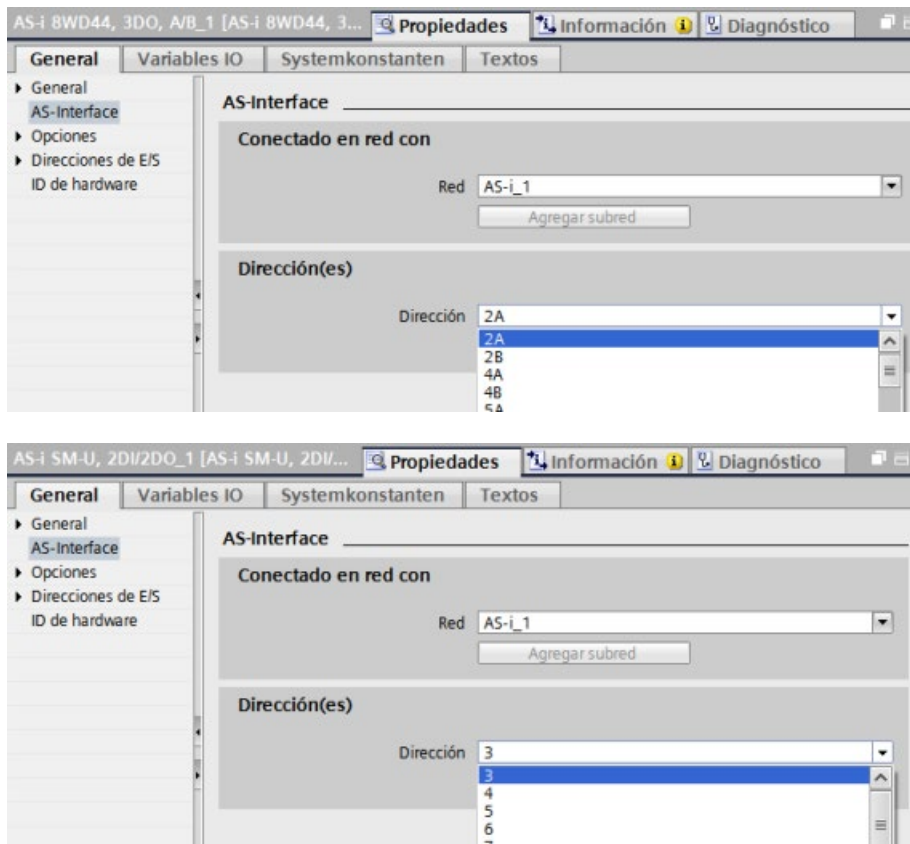 AS-i 8WD44, 3DO, A/B_1 [AS-i 8WD44, 3... Propiedades Información Diagnóstico
General Variables IO Systemkonstanten Textos
General
AS-Interface
Opciones
Direcciones de E/S
ID de hardware
AS-Interface
Conectado en red con
Red AS-i_1
Agregar subred
Dirección(es)
Dirección 2A
2A
2B
4A
4B
5A
AS-i SM-U, 2DI/2DO_1 [AS-i SM-U, 2DI/... Propiedades Información Diagnóstico
General Variables IO Systemkonstanten Textos
General
AS-Interface
Opciones
Direcciones de E/S
ID de hardware
AS-Interface
Conectado en red con
Red AS-i_1
Agregar subred
Dirección(es)
Dirección 3
3
4
5
6